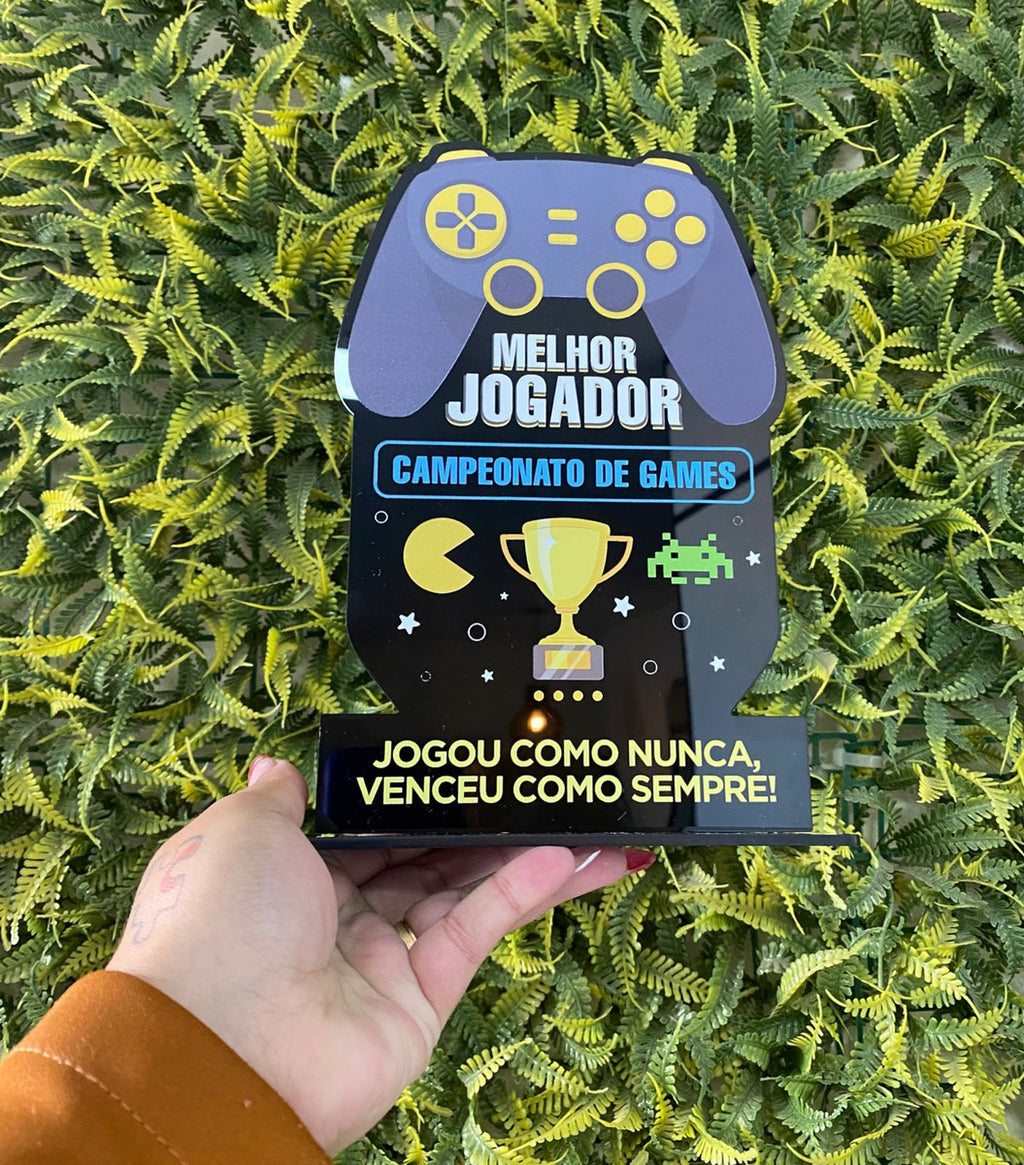 MELHOR
JOGADOR
CAMPEONATO DE GAMES
JOGOU COMO NUNCA,
VENCEU COMO SEMPRE!